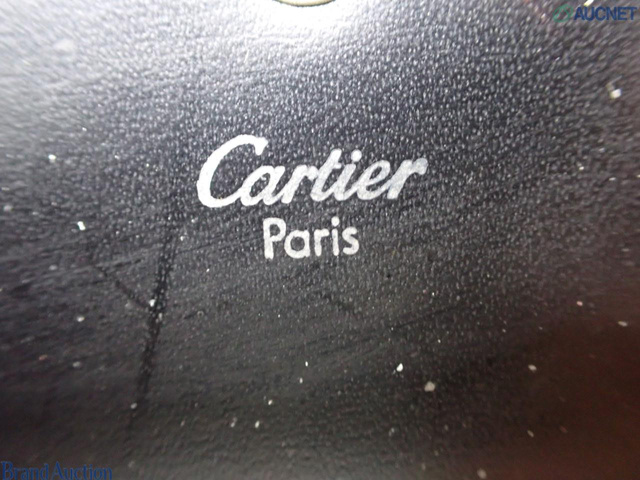 AUCNET
Cartier
Paris
Brand Auction